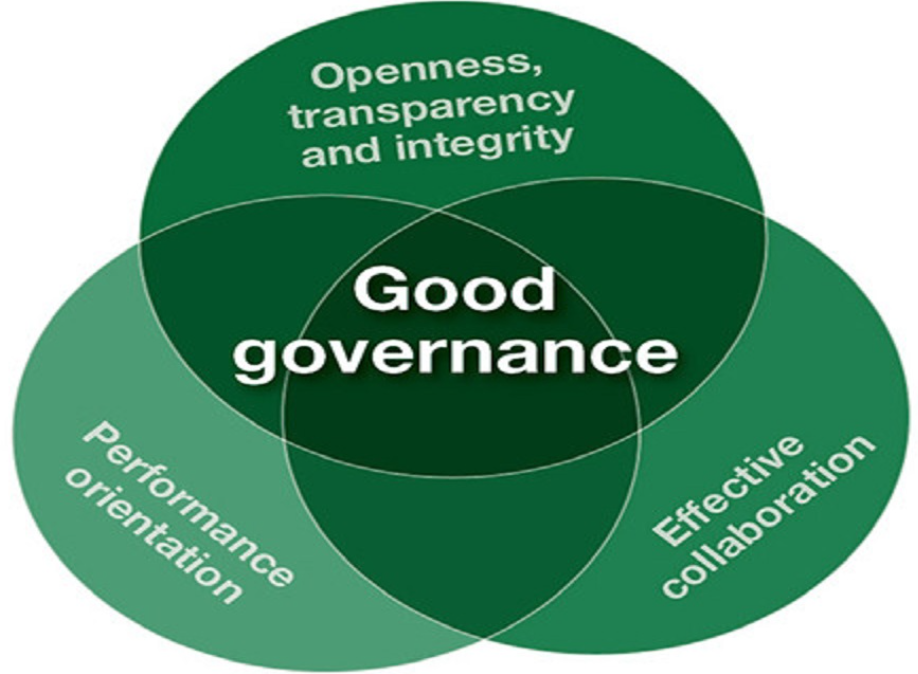 Openness,
transparency
and integrity
Good
governance
Performance
orientation
Effective
collaboration